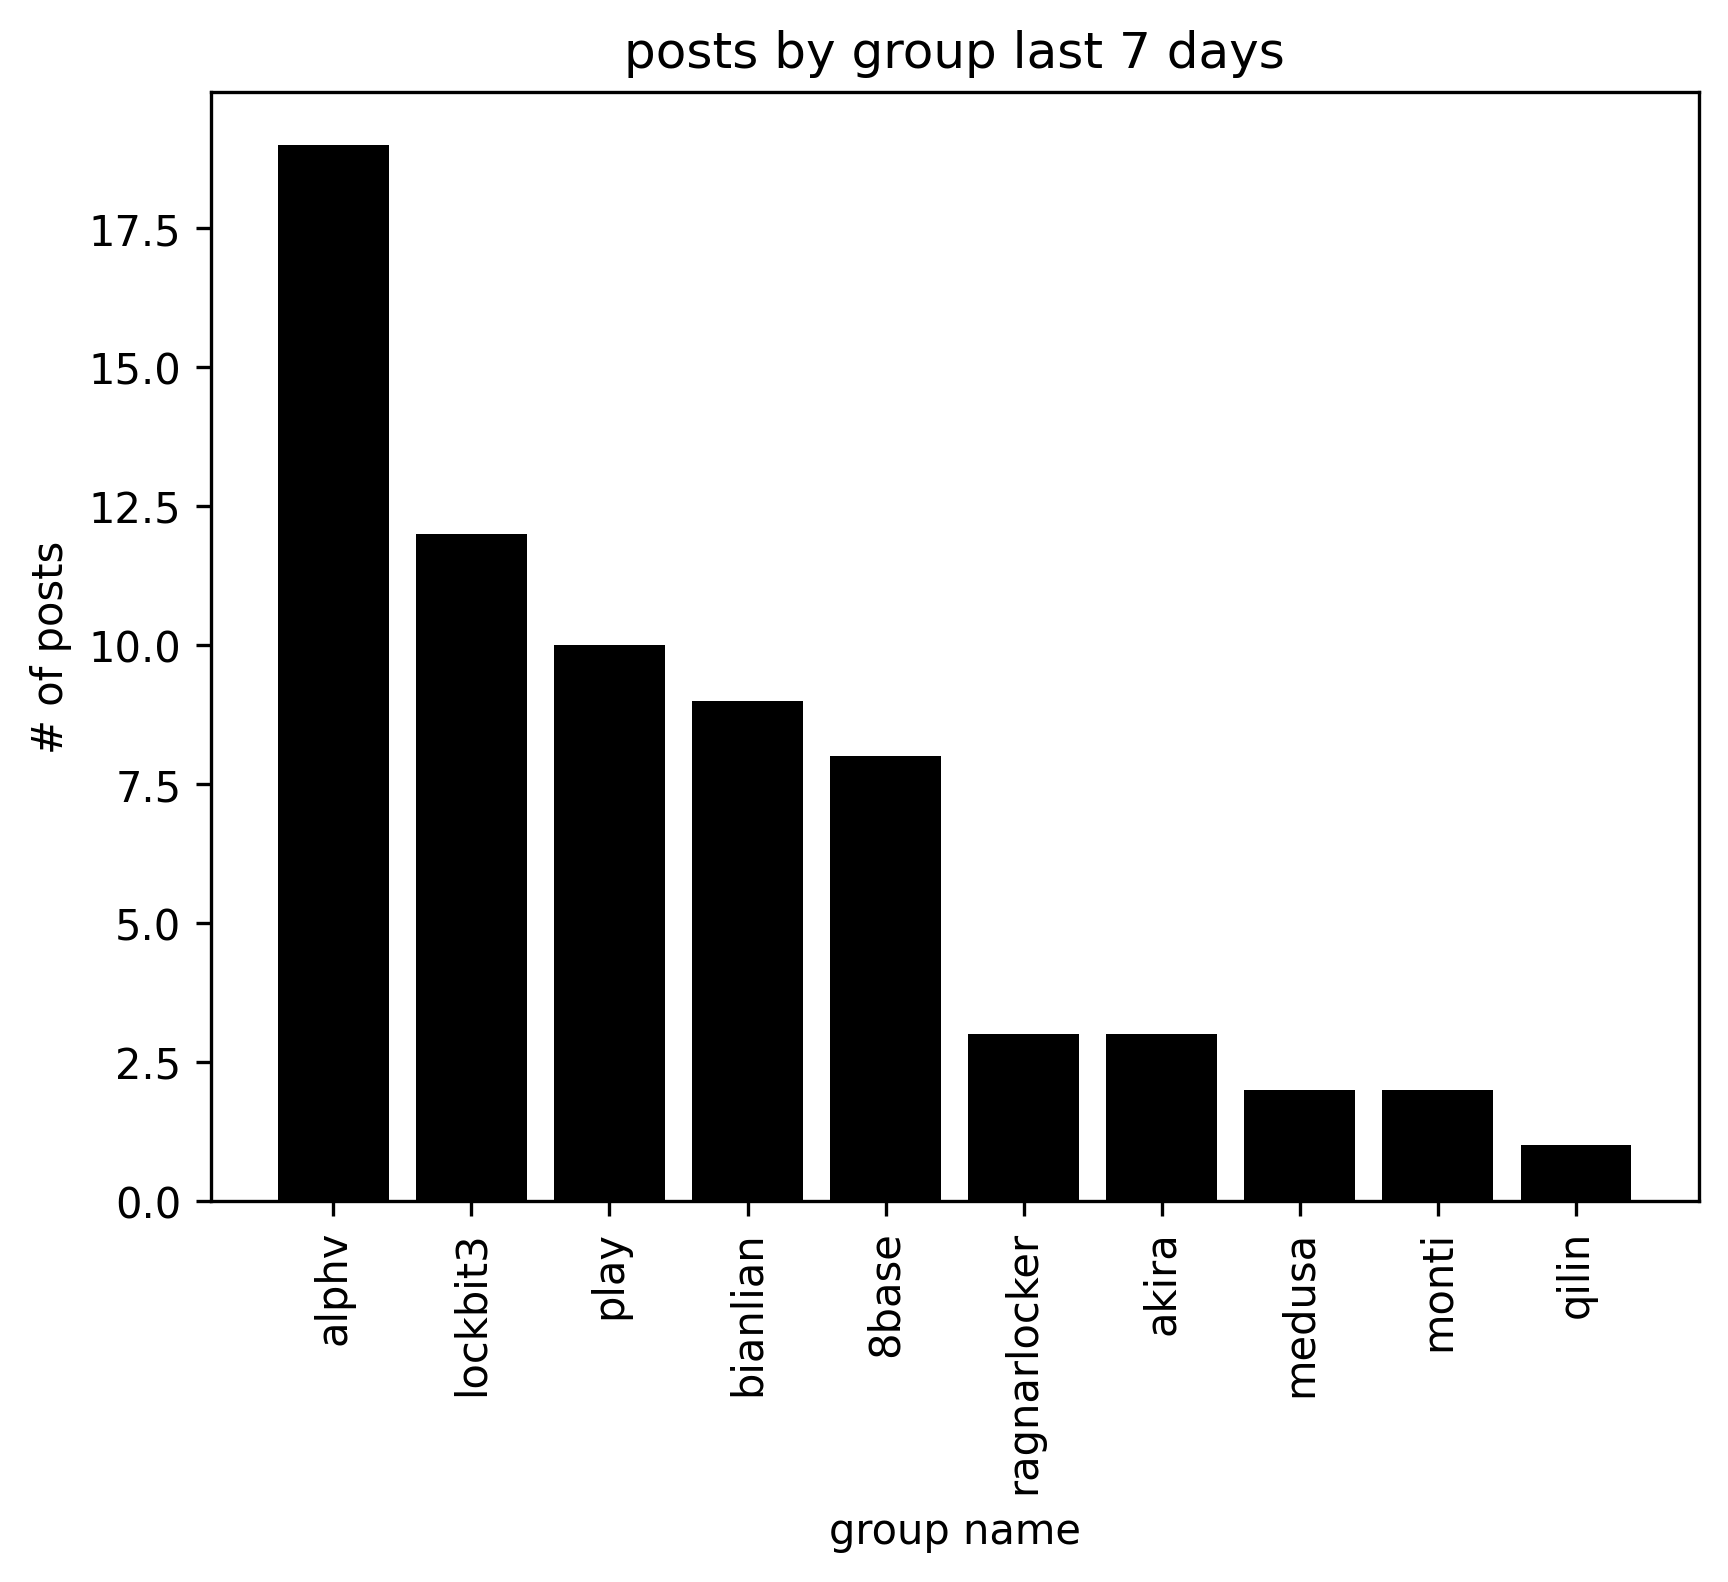 posts by group last 7 days
# of posts
17.5
15.0
12.5
10.0
7.5
5.0
2.5
0.0
alphv
lockbit3
play
bianlian
8base
ragnarlocker
akira
medusa
monti
qilin
group name